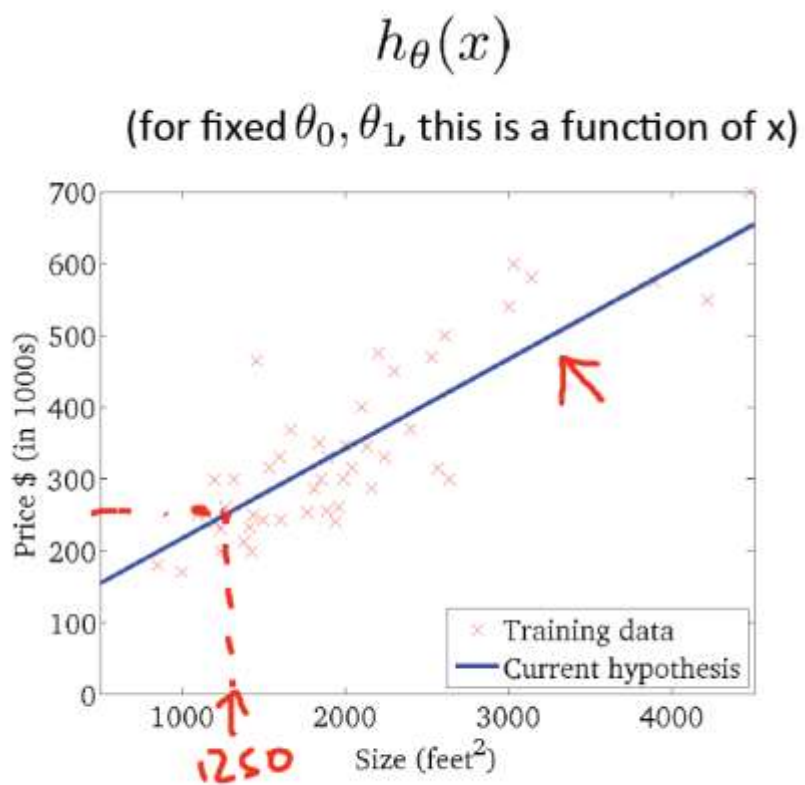 hθ(x)
(for fixed θ0, θ1, this is a function of x)
700
600
500
400
300
200
100
0
Price $ (in 1000s)
Training data
Current hypothesis
1000 2000 3000 4000
1250
Size (feet²)